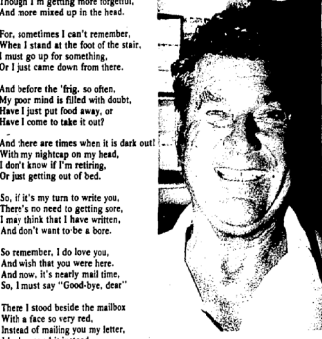 Though I'm getting more forgetful,
And more mixed up in the head.
For, sometimes I can't remember,
When I stand at the foot of the stair,
I must go up for something,
Or I just came down from there.
And before the 'frig. so often,
My poor mind is filled with doubt,
Have I just put food away, or
Have I come to take it out?
And there are times when it is dark out!
With my nightcap on my head,
I don't know if I'm retiring,
Or just getting out of bed.
So, if it's my turn to write you,
There's no need to getting sore,
I may think that I have written,
And don't want to be a bore.
So remember, I do love you,
And wish that you were here.
And now, it's nearly mail time,
So, I must say "Good-bye, dear"
There I stood beside the mailbox
With a face so very red,
Instead of mailing you my letter,